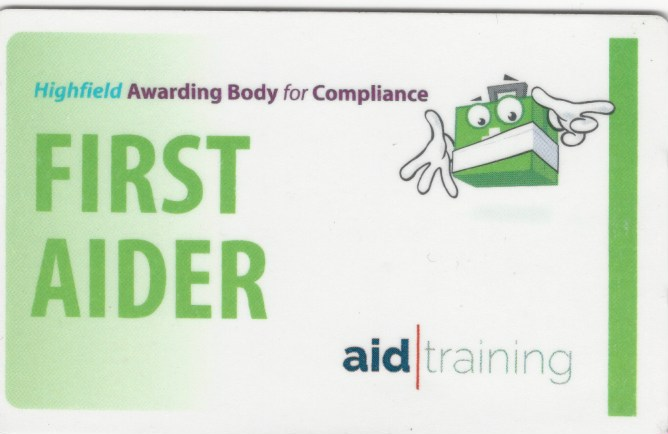 Highfield Awarding Body for Compliance
FIRST
AIDER
aid|training